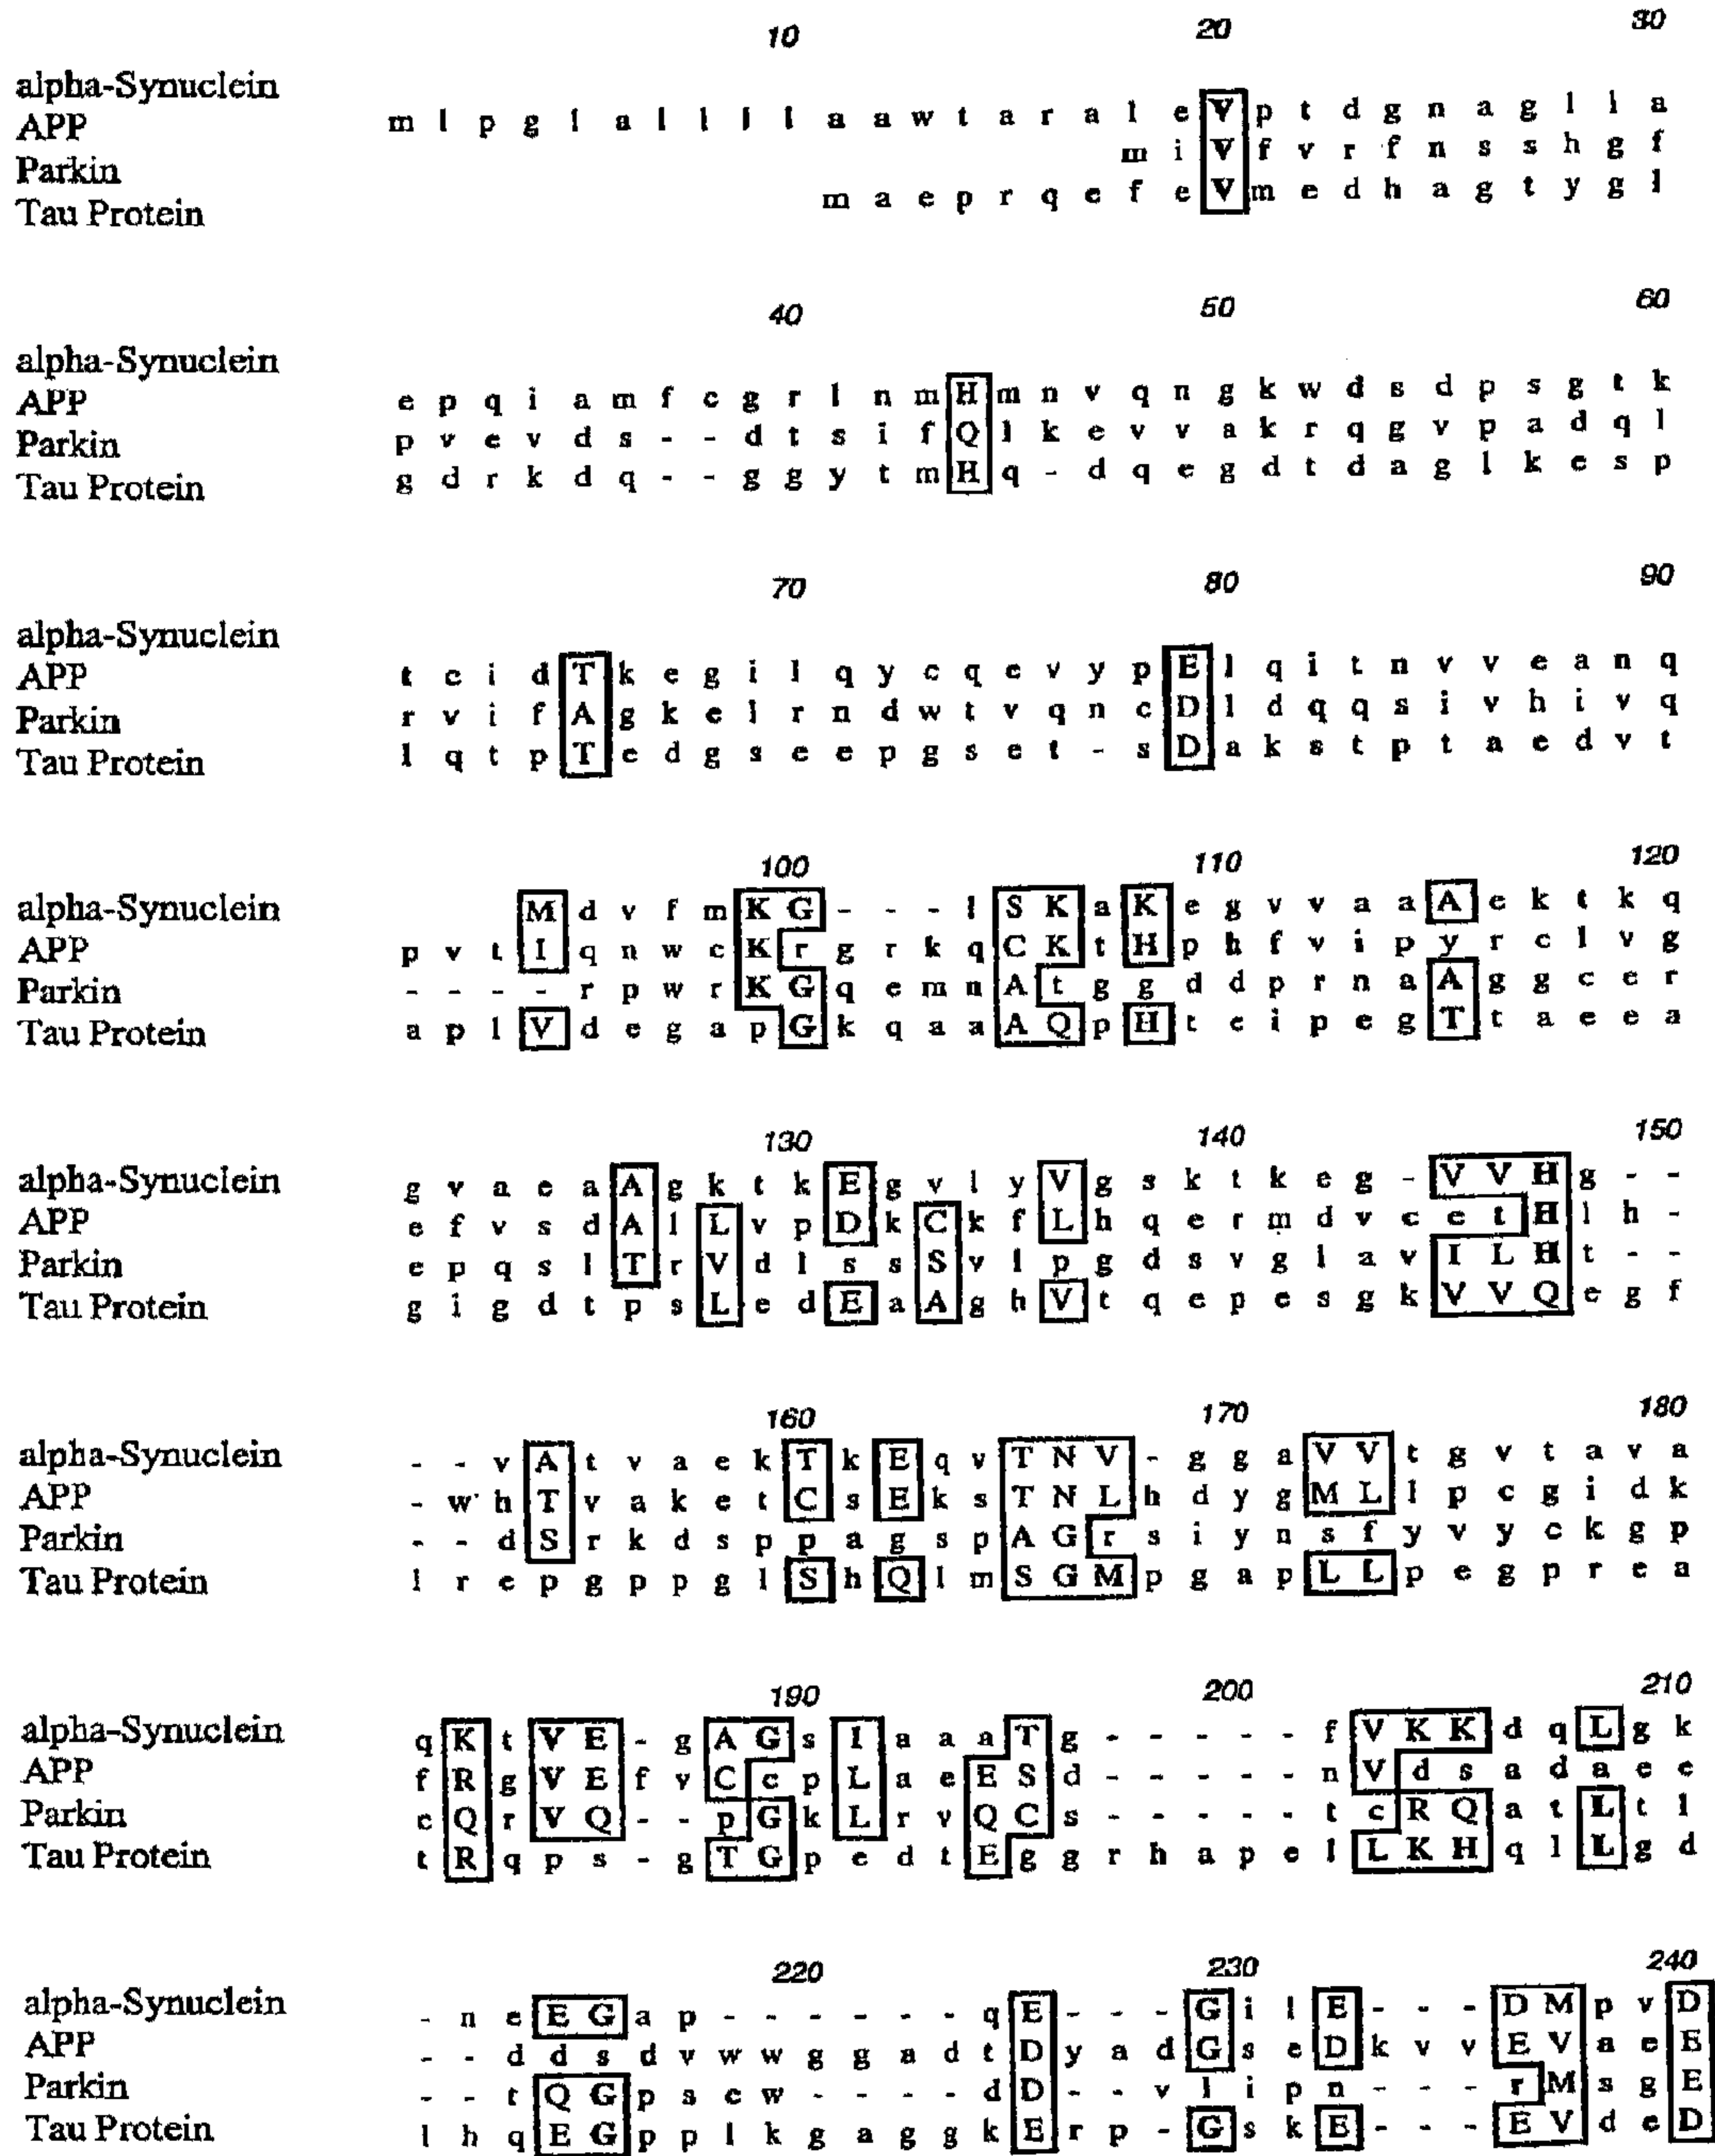 10 20 30
alpha-Synuclein
APP m l p g l a l l l l a a w t a r a l e V p t d g n a g l l a
Parkin m i V f v r f n s s h g f
Tau Protein m a e p r q e f e V m e d h a g t y g l
40 50 60
alpha-Synuclein
APP e p q i a m f c g r l n m H m n v q n g k w d s d p s g t k
Parkin p v e v d s - - d t s i f Q l k e v v a k r q g v p a d q l
Tau Protein g d r k d q - - g g y t m H q - d q e g d t d a g l k e s p
70 80 90
alpha-Synuclein
APP t c i d T k e g i l q y c q e v y p E l q i t n v v e a n q
Parkin r v i f A g k e l r n d w t v q n c D l d q q s i v h i v q
Tau Protein l q t p T e d g s e e p g s e t - s D a k s t p t a e d v t
100 110 120
alpha-Synuclein M d v f m K G - - - l S K a K e g v v a a A e k t k q
APP p v t I q n w c K r g r k q C K t H p h f v i p y r c l v g
Parkin - - - - r p w r K G q e m n A t g g d d p r n a A g g c e r
Tau Protein a p l V d e g a p G k q a a A Q p H t e i p e g T t a e e a
130 140 150
alpha-Synuclein g v a e a A g k t k E g v l y V g s k t k e g - V V H g - -
APP e f v s d A l L v p D k C k f L h q e r m d v c e t H l h -
Parkin e p q s l T r V d l s s S v l p g d s v g l a v I L H t - -
Tau Protein g i g d t p s L e d E a A g h V t q e p e s g k V V Q e g f
160 170 180
alpha-Synuclein - - v A t v a e k T k E q v T N V - g g a V V t g v t a v a
APP - w h T v a k e t C s E k s T N L h d y g M L l p c g i d k
Parkin - - d S r k d s p p a g s p A G r s i y n s f y v y c k g p
Tau Protein l r e p g p p g l S h Q l m S G M p g a p L L p e g p r e a
190 200 210
alpha-Synuclein q K t V E - g A G s I a a a T g - - - - - f V K K d q L g k
APP f R g V E f v C c p L a e E S d - - - - - n V d s a d a e e
Parkin c Q r V Q - - p G k L r v Q C s - - - - - t c R Q a t L t l
Tau Protein t R q p s - g T G p e d t E g g r h a p e l L K H q l L g d
220 230 240
alpha-Synuclein - n e E G a p - - - - - - q E - - - G i l E - - - D M p v D
APP - - d d s d v w w g g a d t D y a d G s e D k v v E V a e E
Parkin - - t Q G p s c w - - - - d D - - v l i p n - - - r M s g E
Tau Protein l h q E G p p l k g a g g k E r p - G s k E - - - E V d e D